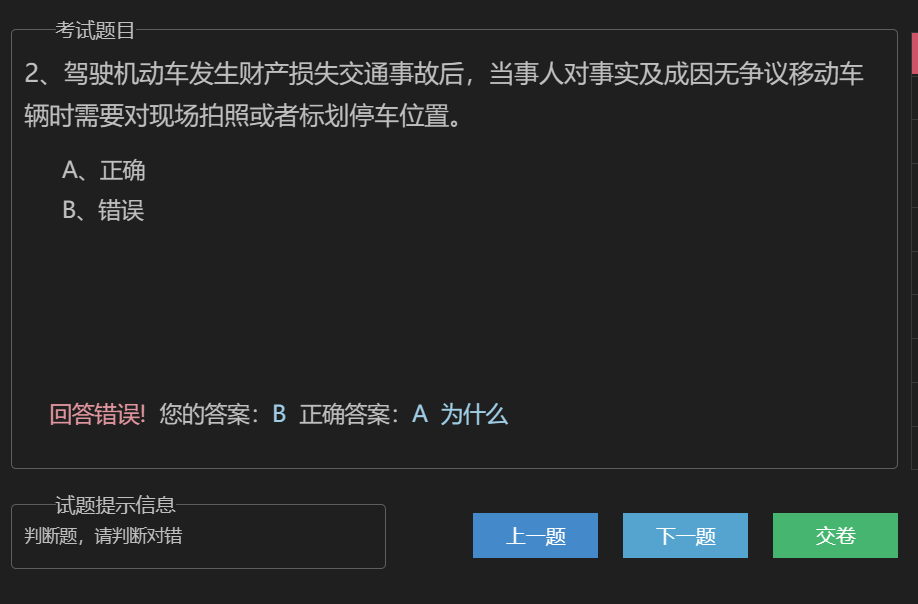 考试题目
2、驾驶机动车发生财产损失交通事故后，当事人对事实及成因无争议移动车
辆时需要对现场拍照或者标划停车位置。
A、正确
B、错误
回答错误! 您的答案：B 正确答案：A 为什么
试题提示信息
判断题，请判断对错
上一题 下一题 交卷